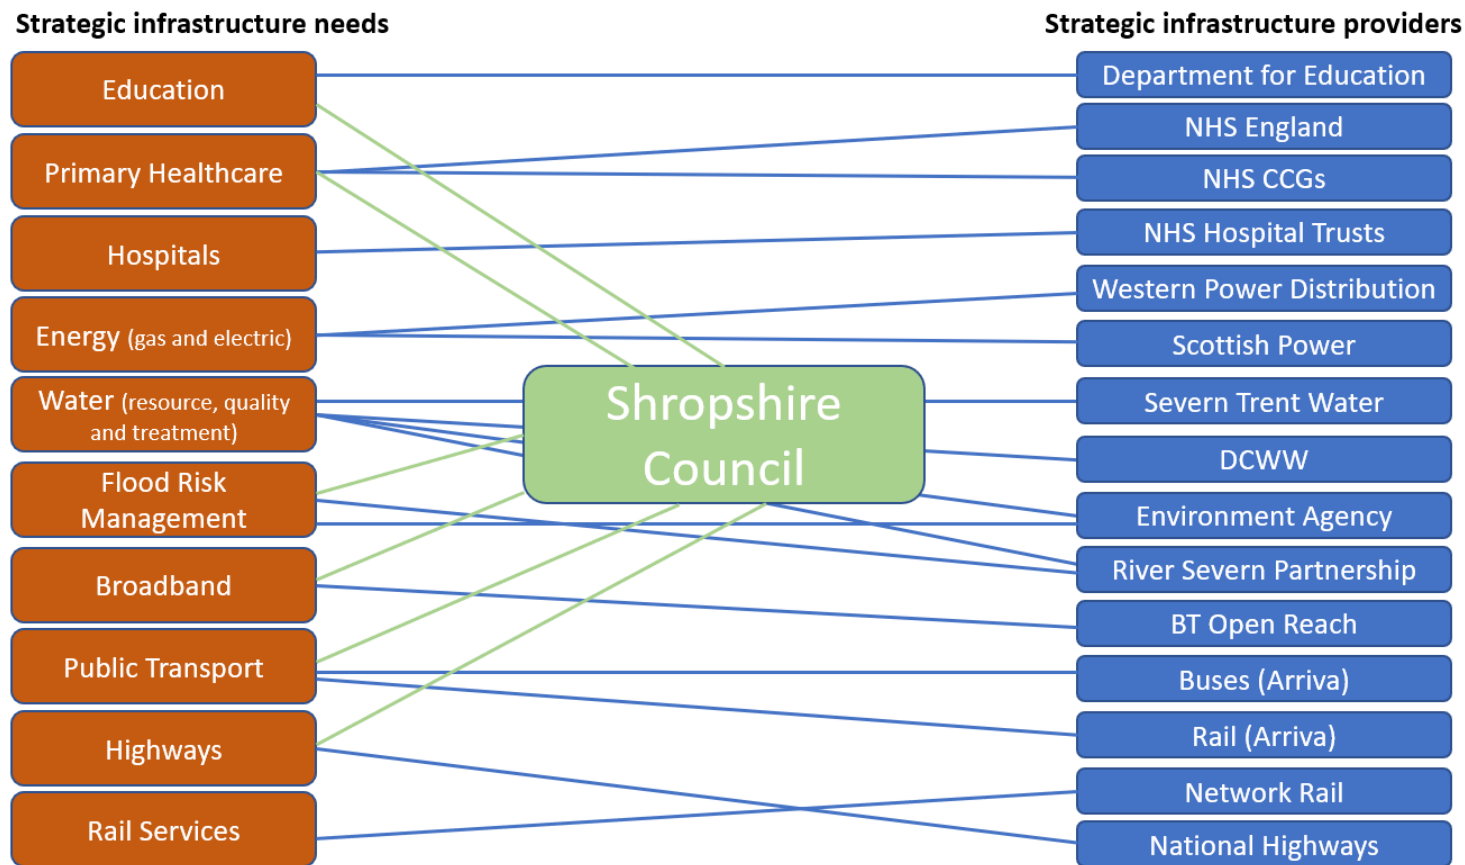 Strategic infrastructure needs
Strategic infrastructure providers
Education
Primary Healthcare
Hospitals
Energy (gas and electric)
Water (resource, quality
and treatment)
Flood Risk
Management
Broadband
Public Transport
Highways
Rail Services
Shropshire
Council
Department for Education
NHS England
NHS CCGs
NHS Hospital Trusts
Western Power Distribution
Scottish Power
Severn Trent Water
DCWW
Environment Agency
River Severn Partnership
BT Open Reach
Buses (Arriva)
Rail (Arriva)
Network Rail
National Highways